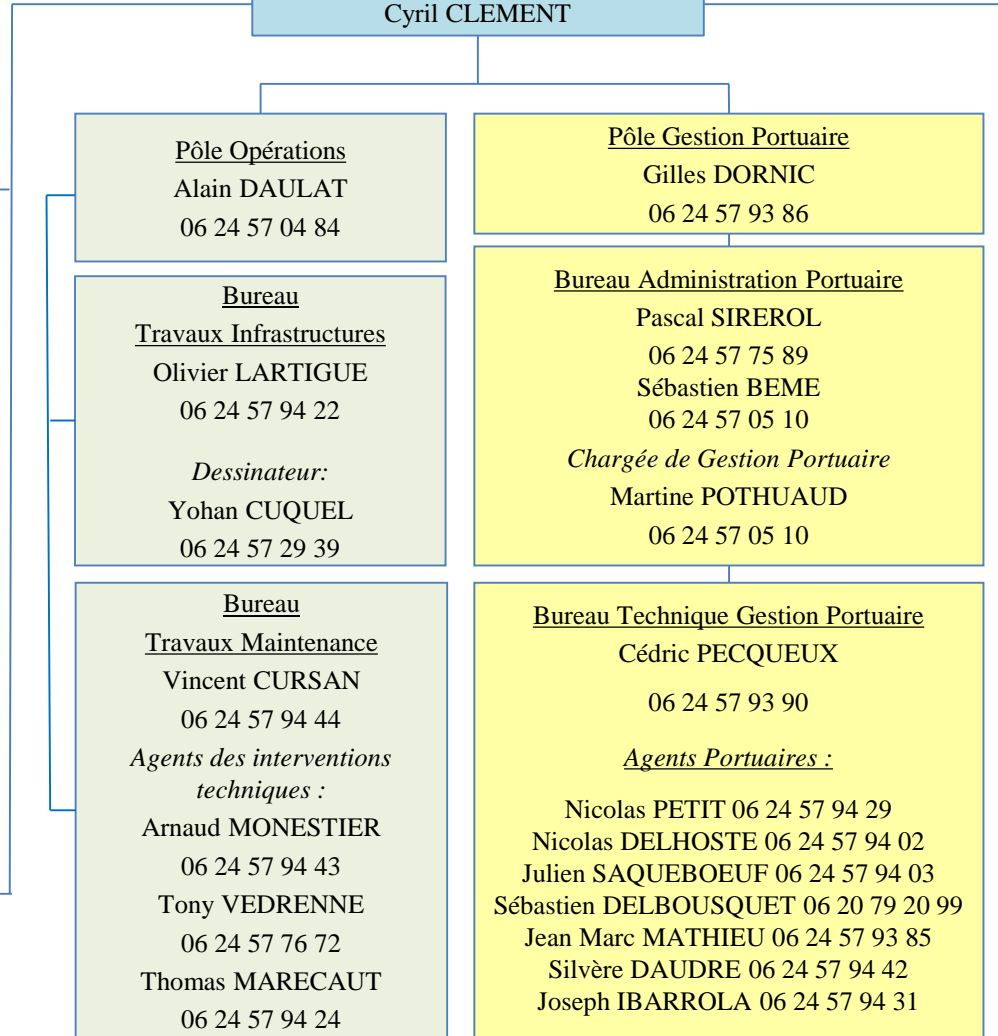 Cyril CLEMENT
Pôle Opérations
Alain DAULAT
06 24 57 04 84
Bureau
Travaux Infrastructures
Olivier LARTIGUE
06 24 57 94 22
Dessinateur:
Yohan CUQUEL
06 24 57 29 39
Bureau
Travaux Maintenance
Vincent CURSAN
06 24 57 94 44
Agents des interventions
techniques :
Arnaud MONESTIER
06 24 57 94 43
Tony VEDRENNE
06 24 57 76 72
Thomas MARECAUT
06 24 57 94 24
Pôle Gestion Portuaire
Gilles DORNIC
06 24 57 93 86
Bureau Administration Portuaire
Pascal SIREROL
06 24 57 75 89
Sébastien BEME
06 24 57 05 10
Chargée de Gestion Portuaire
Martine POTHUAUD
06 24 57 05 10
Bureau Technique Gestion Portuaire
Cédric PECQUEUX
06 24 57 93 90
Agents Portuaires :
Nicolas PETIT 06 24 57 94 29
Nicolas DELHOSTE 06 24 57 94 02
Julien SAQUEBOEUF 06 24 57 94 03
Sébastien DELBOUSQUET 06 20 79 20 99
Jean Marc MATHIEU 06 24 57 93 85
Silvère DAUDRE 06 24 57 94 42
Joseph IBARROLA 06 24 57 94 31